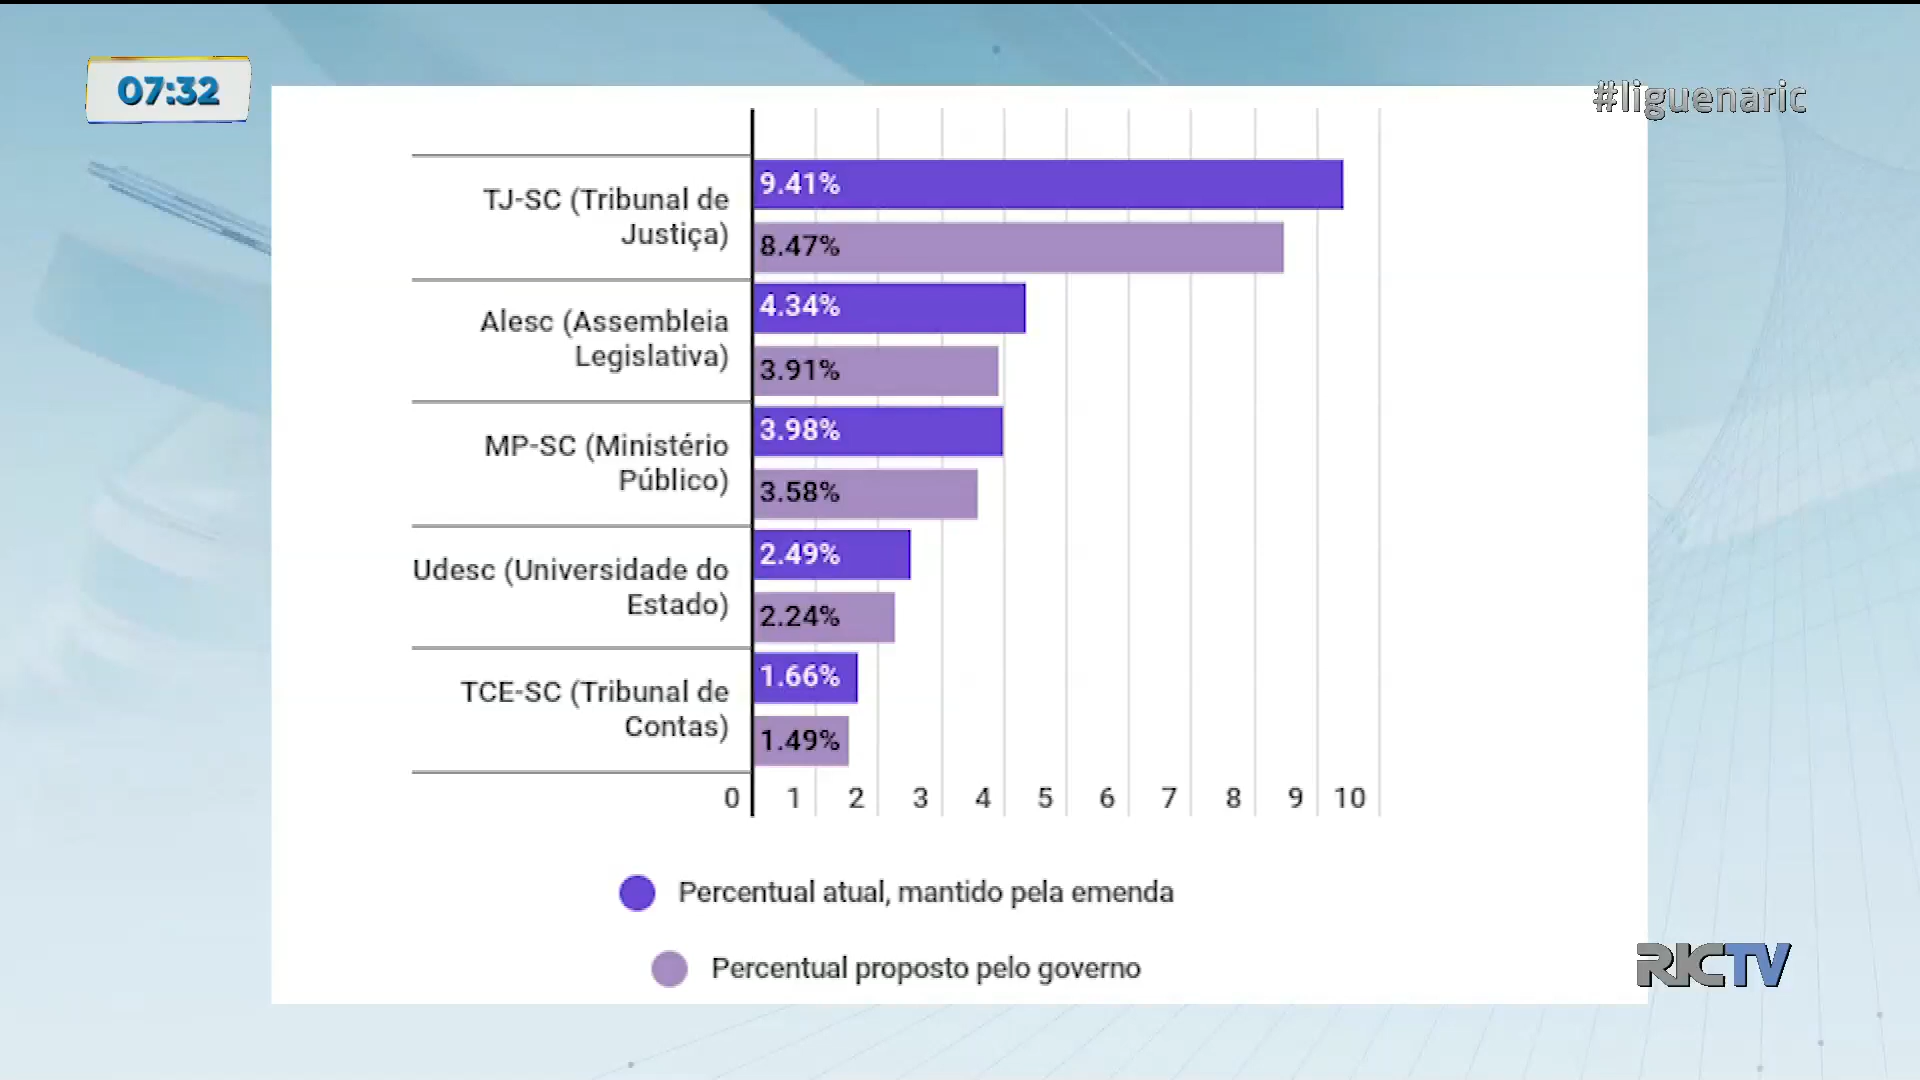 07:32
#liguenaric
TJ-SC (Tribunal de
Justiça)
9.41%
8.47%
Alesc (Assembleia
Legislativa)
4.34%
3.91%
MP-SC (Ministério
Público)
3.98%
3.58%
Udesc (Universidade do
Estado)
2.49%
2.24%
TCE-SC (Tribunal de
Contas)
1.66%
1.49%
0 1 2 3 4 5 6 7 8 9 10
Percentual atual, mantido pela emenda
Percentual proposto pelo governo
RICTV